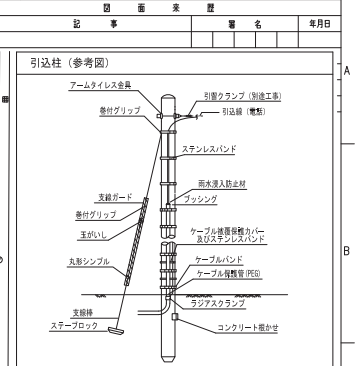 図面来歴
記事 署名 年月日
引込柱（参考図）
アームタイレス金具
巻付グリップ
引留クランプ（別途工事）
引込線（電話）
ステンレスバンド
雨水浸入防止材
ブッシング
支線ガード
巻付グリップ
玉がいし
ケーブル被覆保護カバー
及びステンレスバンド
丸形シンブル
ケーブルバンド
ケーブル保護管(PEG)
ラジアスクランプ
支線棒
ステーブロック
コンクリート根かせ
A
B